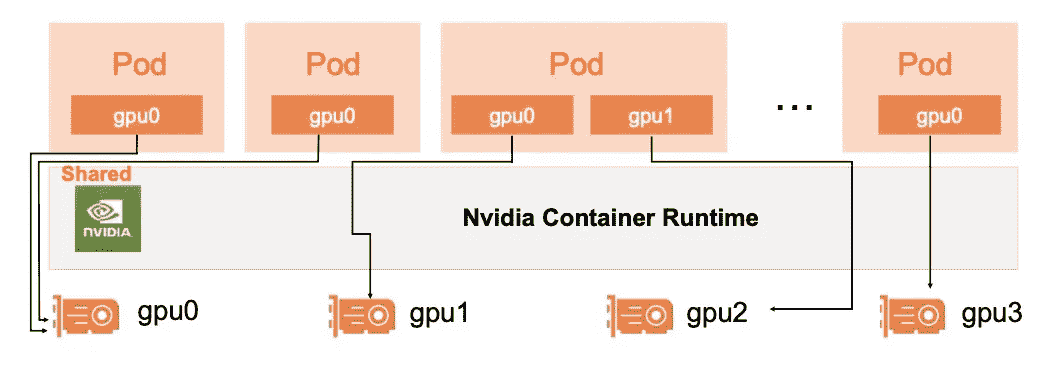 Pod
Pod
Pod
Pod
gpu0
gpu0
gpu0
gpu1
...
gpu0
Shared
NVIDIA
Nvidia Container Runtime
gpu0
gpu1
gpu2
gpu3